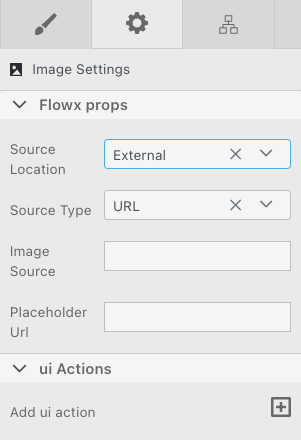 Image Settings
Flowx props
Source
Location
External
Source Type
URL
Image
Source
Placeholder
Url
ui Actions
Add ui action